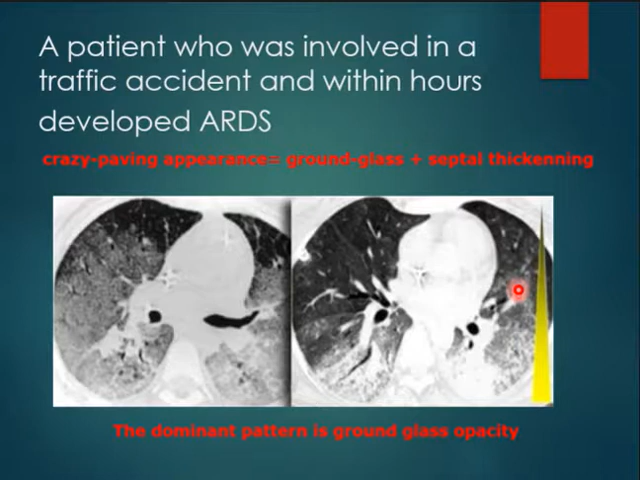 A patient who was involved in a
traffic accident and within hours
developed ARDS
crazy-paving appearance= ground-glass + septal thickenning
The dominant pattern is ground glass opacity